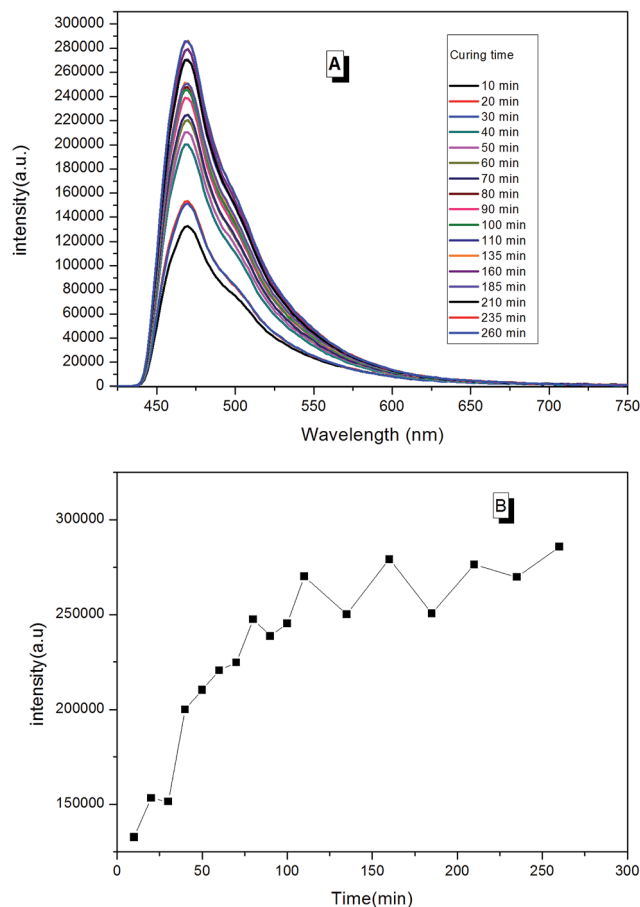 300000
280000
260000
240000
220000
200000
180000
160000
140000
120000
100000
80000
60000
40000
20000
0
intensity(a.u.)
A
Curing time
10 min
20 min
30 min
40 min
50 min
60 min
70 min
80 min
90 min
100 min
110 min
135 min
160 min
185 min
210 min
235 min
260 min
450 500 550 600 650 700 750
Wavelength (nm)
B
300000
250000
200000
150000
intensity(a.u)
0 50 100 150 200 250 300
Time(min)